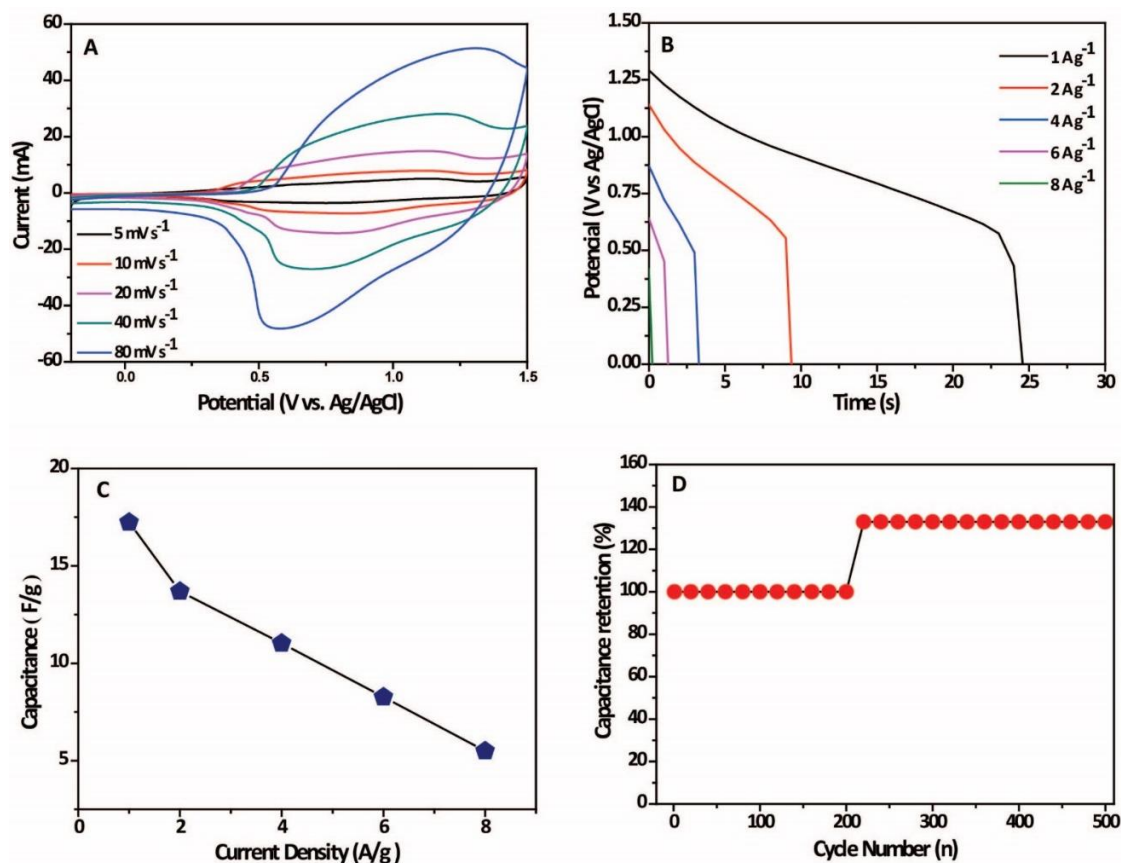 A
60
40
20
0
-20
-40
-60
Current (mA)
5 mV s-1
10 mV s-1
20 mV s-1
40 mV s-1
80 mV s-1
0.0 0.5 1.0 1.5
Potential (V vs. Ag/AgCl)
B
1.50
1.25
1.00
0.75
0.50
0.25
0.00
Potencial (V vs Ag/AgCl)
1 Ag-1
2 Ag-1
4 Ag-1
6 Ag-1
8 Ag-1
0 5 10 15 20 25 30
Time (s)
C
20
15
10
5
Capacitance ( F/g )
0 2 4 6 8
Current Density (A/g )
D
160
140
120
100
80
60
40
20
0
Capacitance retention (%)
0 100 200 300 400 500
Cycle Number (n)